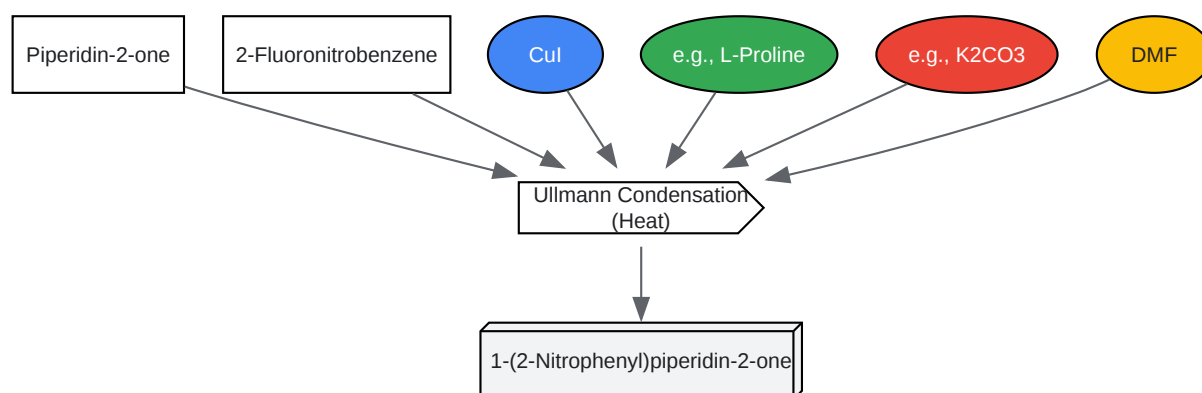 Piperidin-2-one
2-Fluoronitrobenzene
CuI
e.g., L-Proline
e.g., K2CO3
DMF
Ullmann Condensation
(Heat)
1-(2-Nitrophenyl)piperidin-2-one